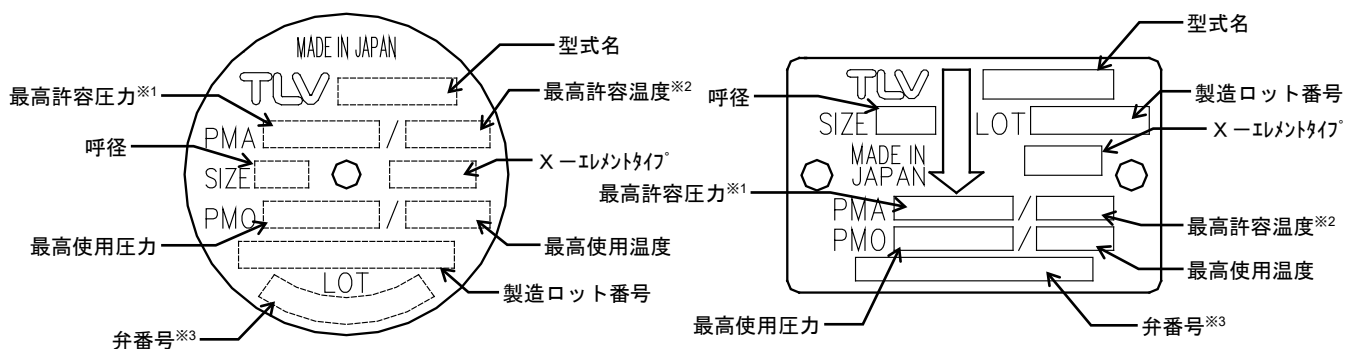 MADE IN JAPAN
TLV
型式名
最高許容圧力※1
最高許容温度※2
PMA /
呼径
SIZE
X－エレメントタイプ
PMO /
最高使用圧力
最高使用温度
LOT
製造ロット番号
弁番号※3
型式名
TLV
呼径
製造ロット番号
SIZE
LOT
X－エレメントタイプ
MADE IN
JAPAN
最高許容圧力※1
PMA /
最高許容温度※2
PMO /
最高使用温度
最高使用圧力
弁番号※3